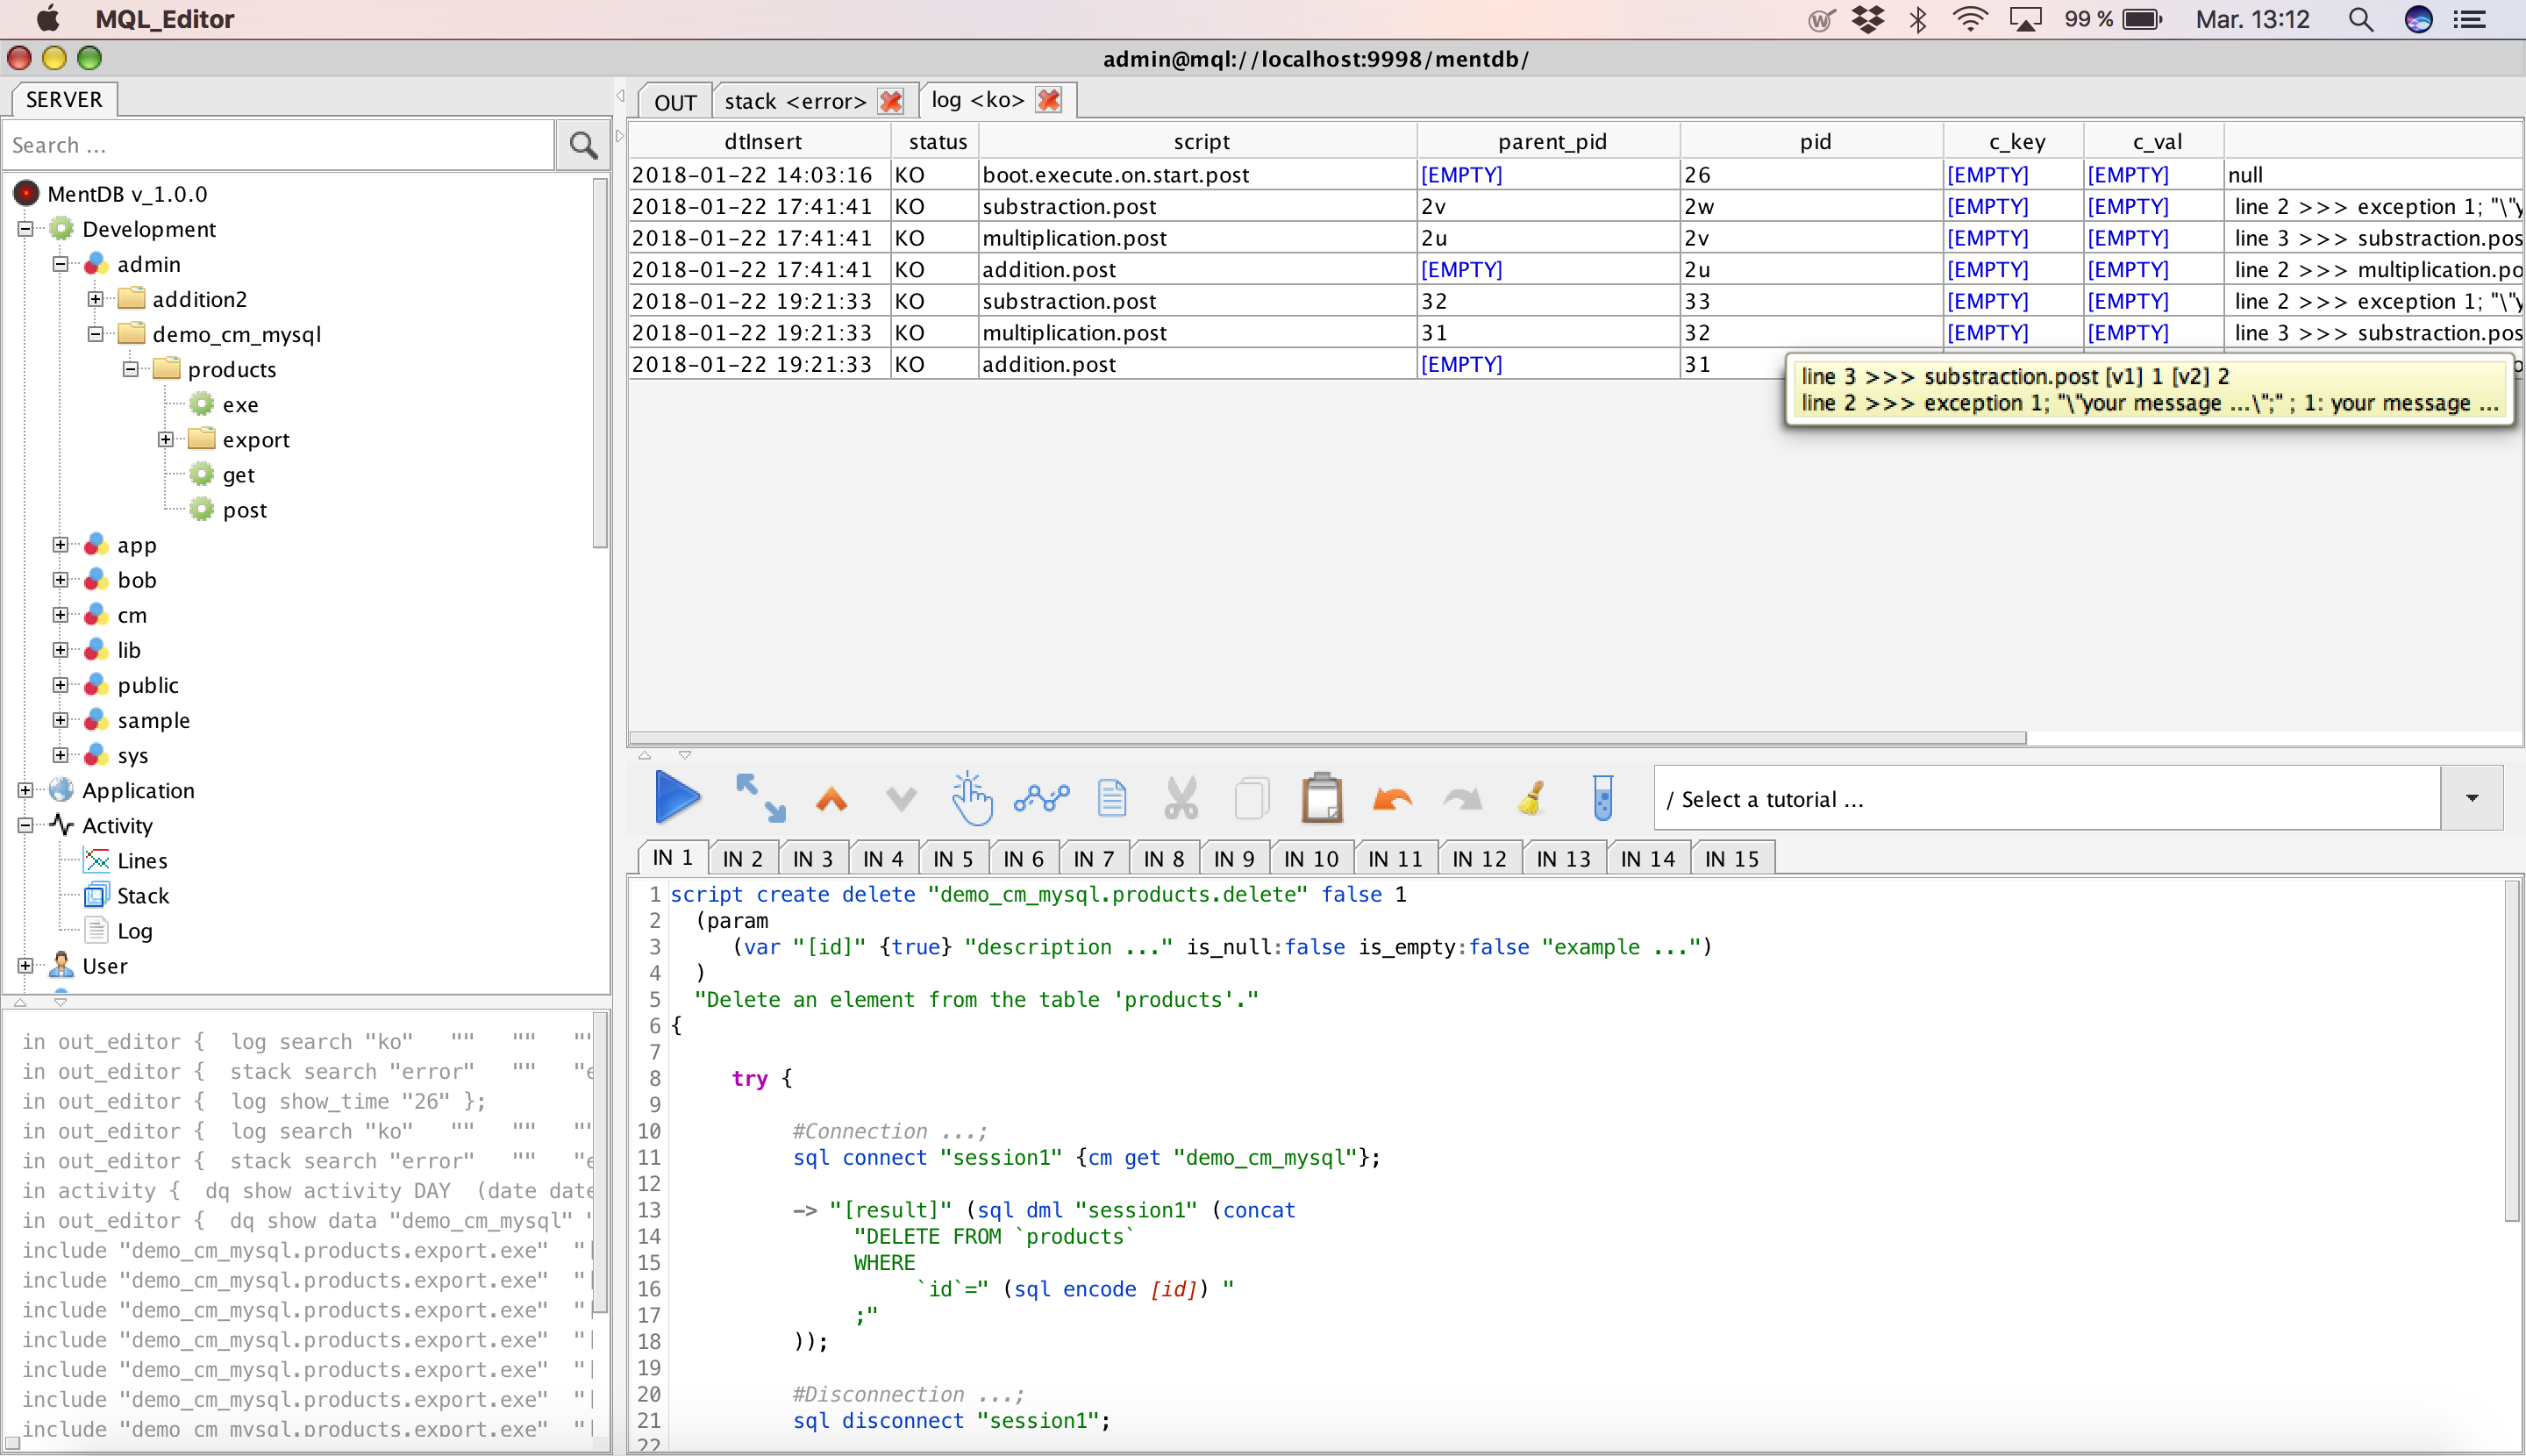 MQL_Editor
99 %
Mar. 13:12
admin@mql://localhost:9998/mentdb/
SERVER
Search ...
MentDB v_1.0.0
Development
admin
addition2
demo_cm_mysql
products
exe
export
get
post
app
bob
cm
lib
public
sample
sys
Application
Activity
Lines
Stack
Log
User
in out_editor {  log search "ko"   ""   ""   ""
in out_editor {  stack search "error"   ""   "e
in out_editor {  log show_time "26" };
in out_editor {  log search "ko"   ""   ""   ""
in out_editor {  stack search "error"   ""   "e
in activity {  dq show activity DAY  (date date
in out_editor {  dq show data "demo_cm_mysql" "
include "demo_cm_mysql.products.export.exe"  "[
include "demo_cm_mysql.products.export.exe"  "[
include "demo_cm_mysql.products.export.exe"  "[
include "demo_cm_mysql.products.export.exe"  "[
include "demo_cm_mysql.products.export.exe"  "[
include "demo_cm_mysql.products.export.exe"  "[
include "demo_cm_mysql.products.export.exe"  "[
OUT stack <error> log <ko>
dtInsert status script parent_pid pid c_key c_val
2018-01-22 14:03:16 KO boot.execute.on.start.post [EMPTY] 26 [EMPTY] [EMPTY] null
2018-01-22 17:41:41 KO substraction.post 2v 2w [EMPTY] [EMPTY] line 2 >>> exception 1; "\"y
2018-01-22 17:41:41 KO multiplication.post 2u 2v [EMPTY] [EMPTY] line 3 >>> substraction.pos
2018-01-22 17:41:41 KO addition.post [EMPTY] 2u [EMPTY] [EMPTY] line 2 >>> multiplication.po
2018-01-22 19:21:33 KO substraction.post 32 33 [EMPTY] [EMPTY] line 2 >>> exception 1; "\"y
2018-01-22 19:21:33 KO multiplication.post 31 32 [EMPTY] [EMPTY] line 3 >>> substraction.pos
2018-01-22 19:21:33 KO addition.post [EMPTY] 31
line 3 >>> substraction.post [v1] 1 [v2] 2
line 2 >>> exception 1; "\"your message ...\";" ; 1: your message ...
/ Select a tutorial ...
IN 1 IN 2 IN 3 IN 4 IN 5 IN 6 IN 7 IN 8 IN 9 IN 10 IN 11 IN 12 IN 13 IN 14 IN 15
1 script create delete "demo_cm_mysql.products.delete" false 1
2 (param
3 (var "[id]" {true} "description ..." is_null:false is_empty:false "example ...")
4 )
5 "Delete an element from the table 'products'."
6 {
7
8 try {
9
10 #Connection ...;
11 sql connect "session1" {cm get "demo_cm_mysql"};
12
13 -> "[result]" (sql dml "session1" (concat
14 "DELETE FROM `products`
15 WHERE
16 `id`=" (sql encode [id]) "
17 ;"
18 ));
19
20 #Disconnection ...;
21 sql disconnect "session1";
22